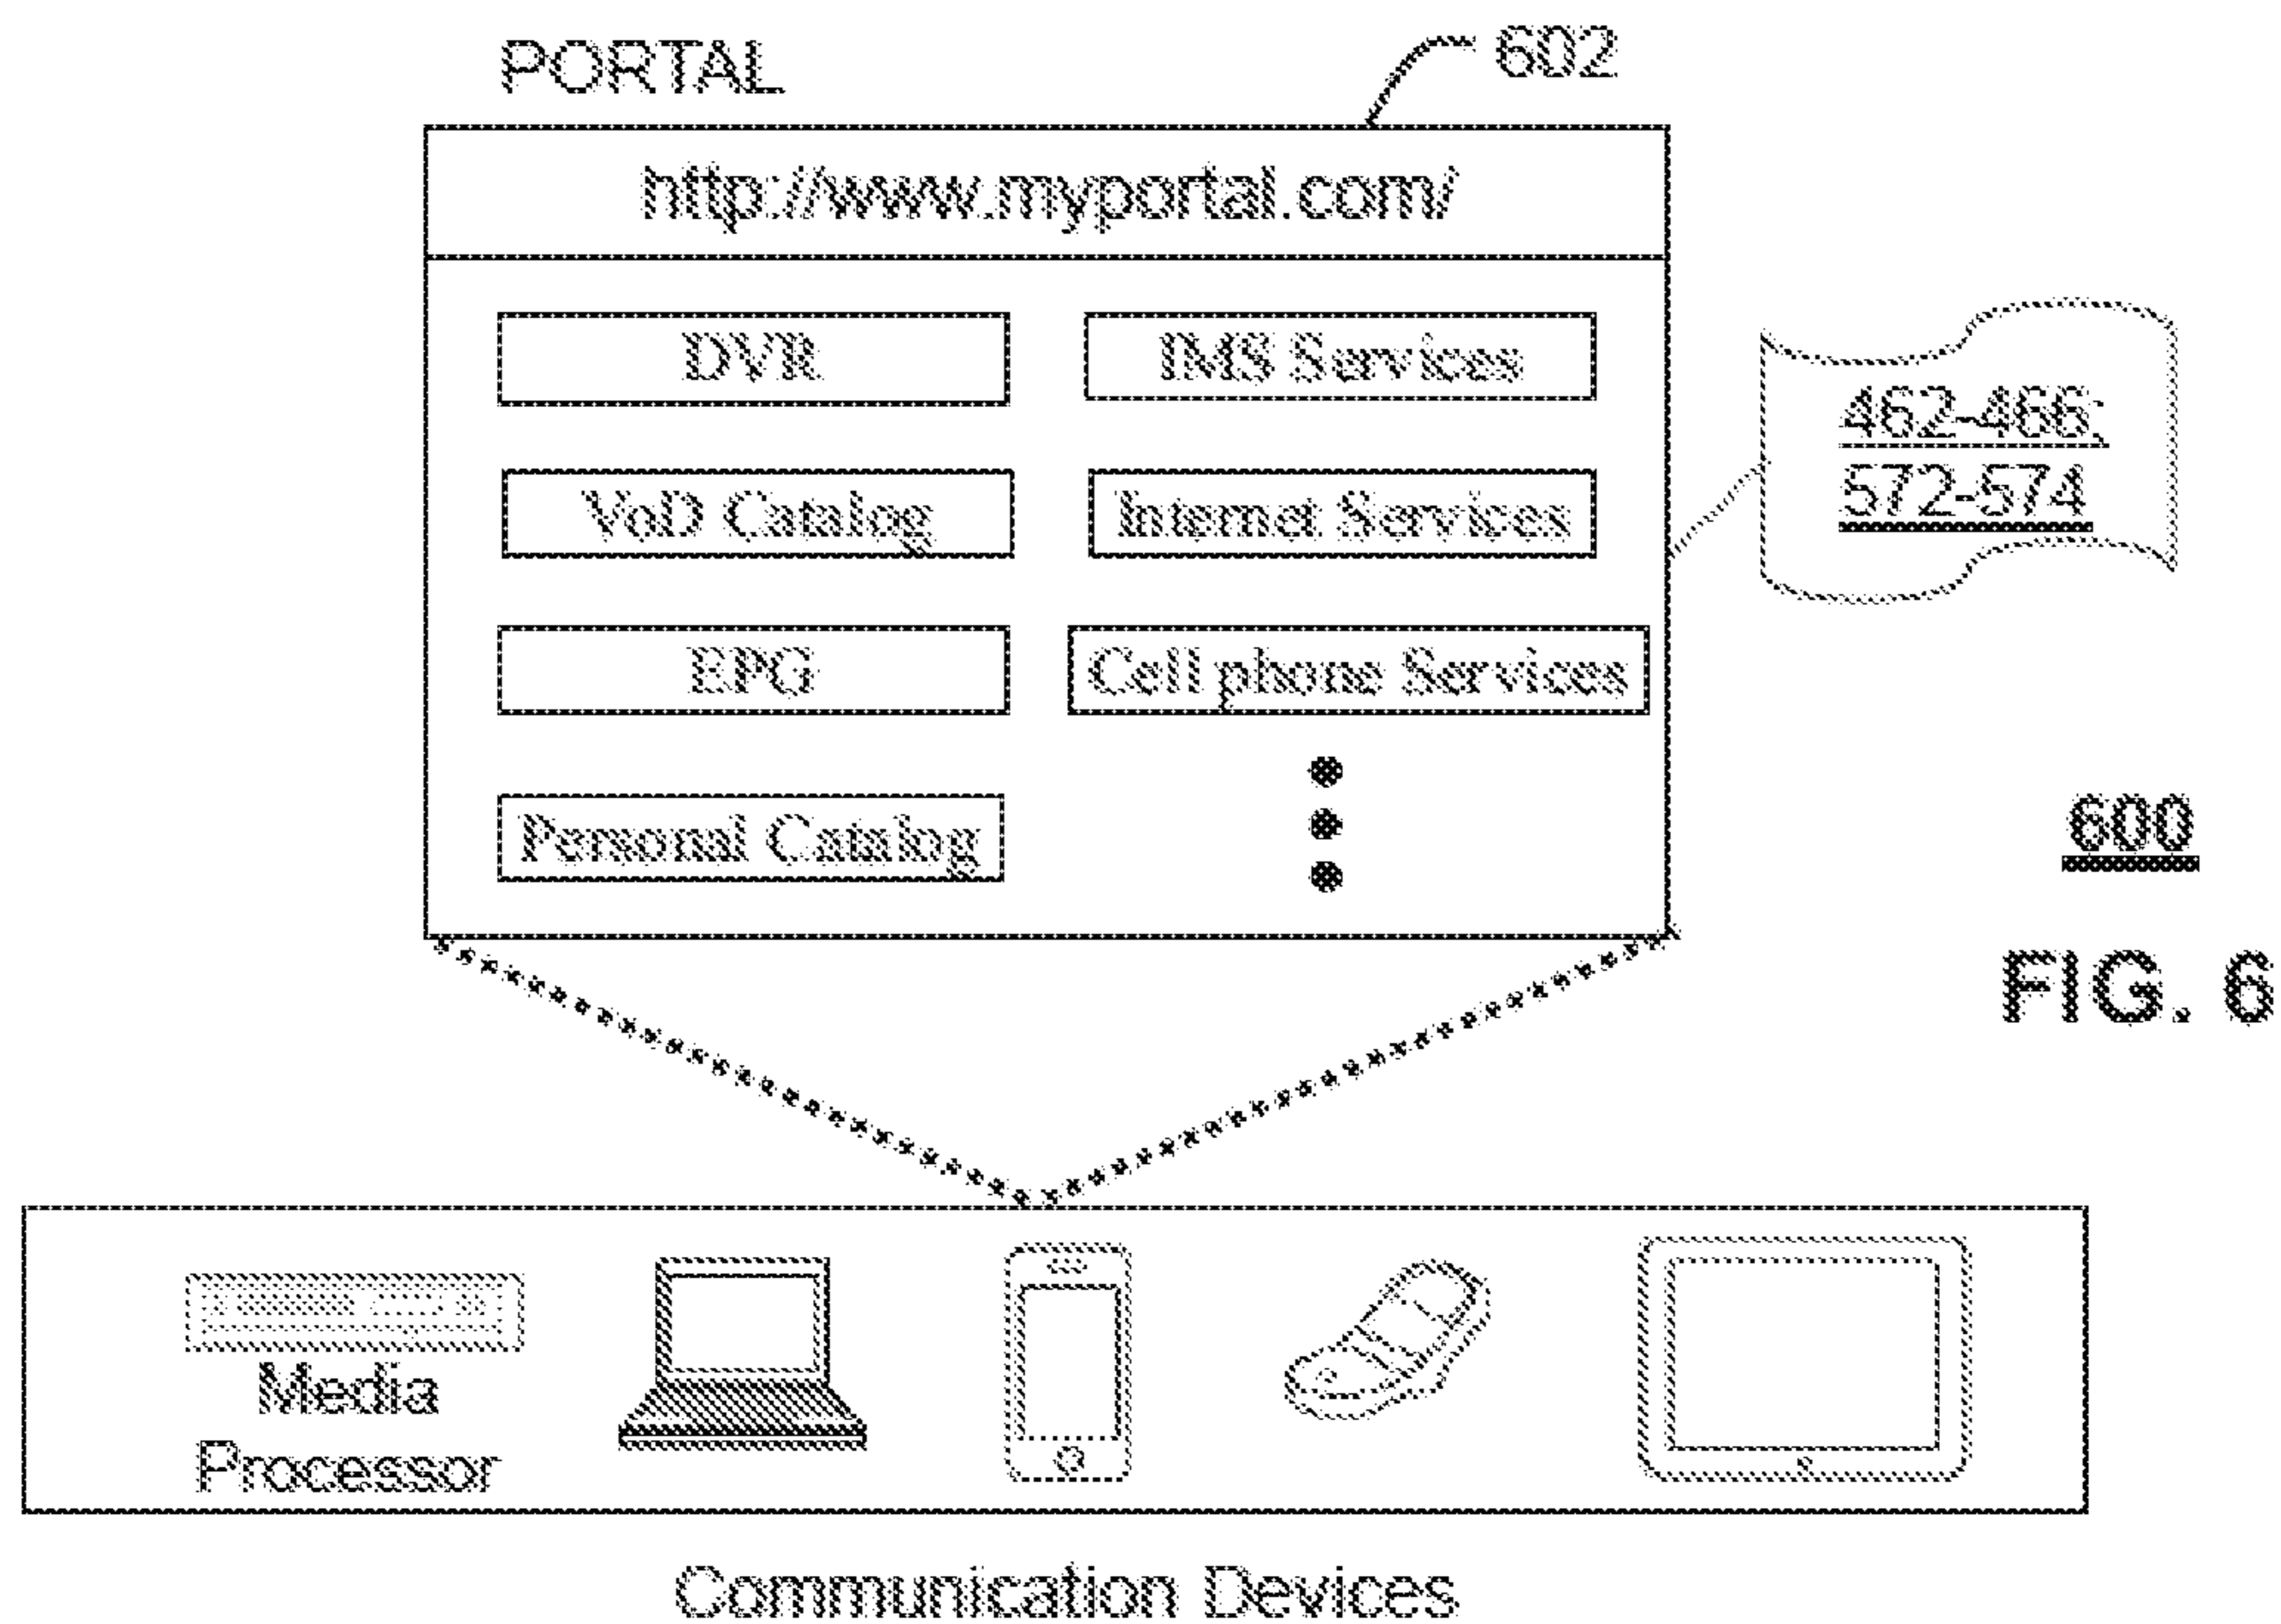 PORTAL
602
http://www.myportal.com/
DVR
IMS Services
VoD Catalog
Internet Services
EPG
Cell phone Services
Personal Catalog
462-466;
572-574
600
FIG. 6
Media
Processor
Communication Devices